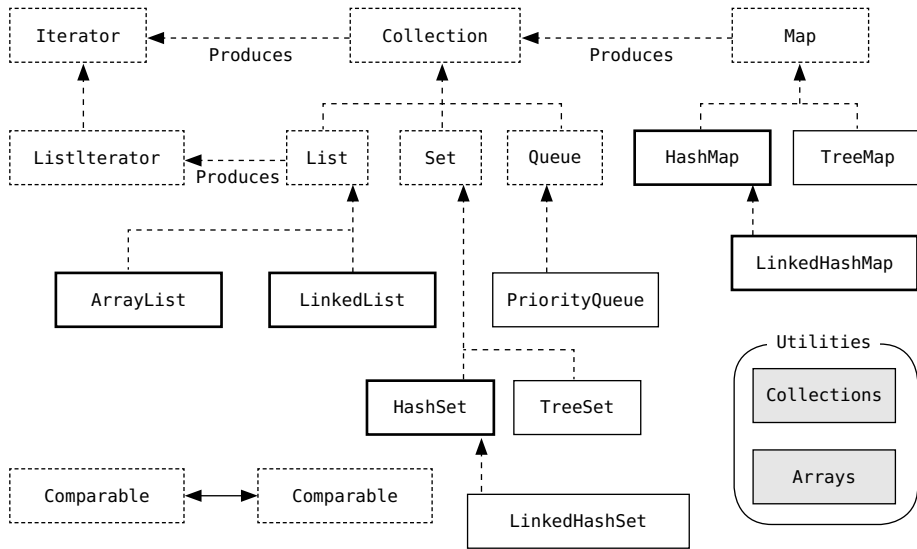 Iterator
Produces
Collection
Produces
Map
Listlterator
Produces
List
Set
Queue
HashMap
TreeMap
LinkedHashMap
ArrayList
LinkedList
PriorityQueue
Utilities
Collections
Arrays
HashSet
TreeSet
Comparable
Comparable
LinkedHashSet